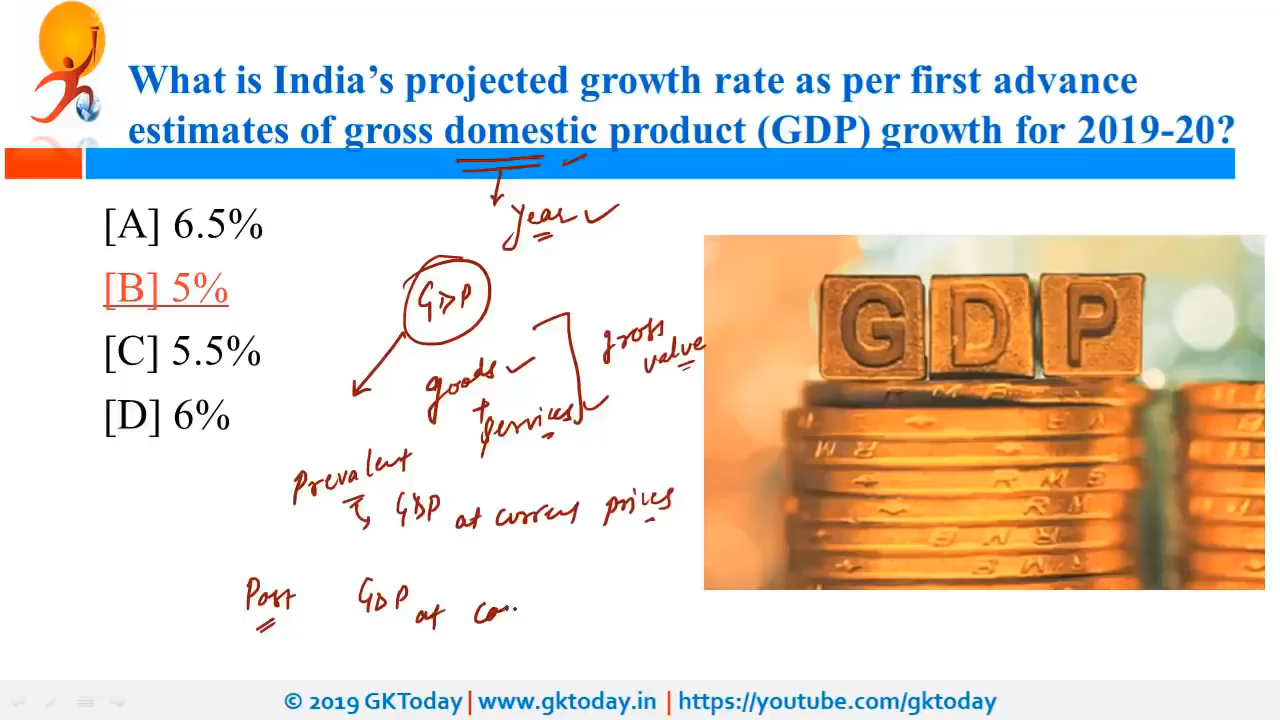 What is India's projected growth rate as per first advance
estimates of gross domestic product (GDP) growth for 2019-20?
year
[A] 6.5%
[B] 5%
[C] 5.5%
[D] 6%
GDP
goods
+
services
gross
value
Prevalent
GDP at current prices
Past GDP at
GDP
© 2019 GKToday | www.gktoday.in | https://youtube.com/gktoday